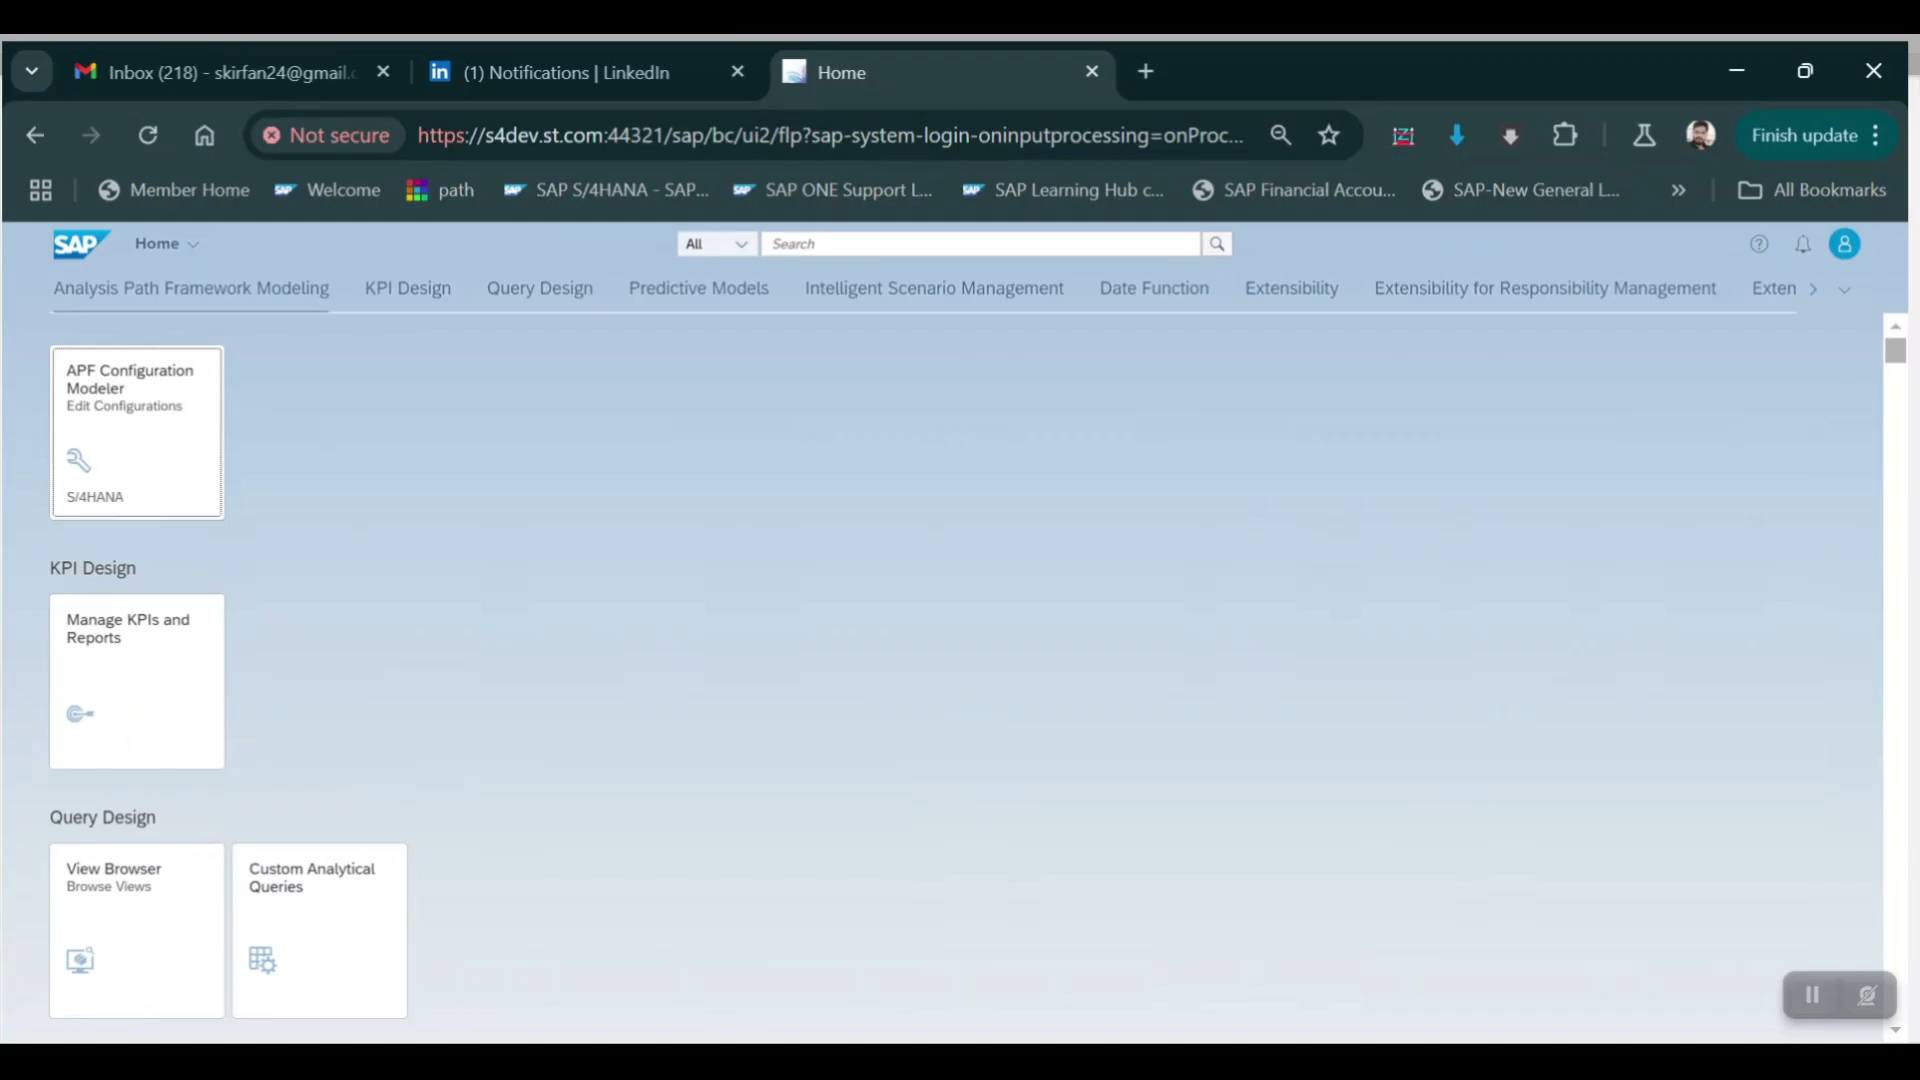 Inbox (218) - skirfan24@gmail.c
(1) Notifications | LinkedIn
Home
Not secure
https://s4dev.st.com:44321/sap/bc/ui2/flp?sap-system-login-oninputprocessing=onProc...
Finish update
Member Home
SAP Welcome
path
SAP SAP S/4HANA - SAP...
SAP SAP ONE Support L...
SAP SAP Learning Hub c...
SAP Financial Accou...
SAP-New General L...
All Bookmarks
SAP
Home
All
Search
Analysis Path Framework Modeling
KPI Design
Query Design
Predictive Models
Intelligent Scenario Management
Date Function
Extensibility
Extensibility for Responsibility Management
Exten
APF Configuration
Modeler
Edit Configurations
S/4HANA
KPI Design
Manage KPIs and
Reports
Query Design
View Browser
Browse Views
Custom Analytical
Queries